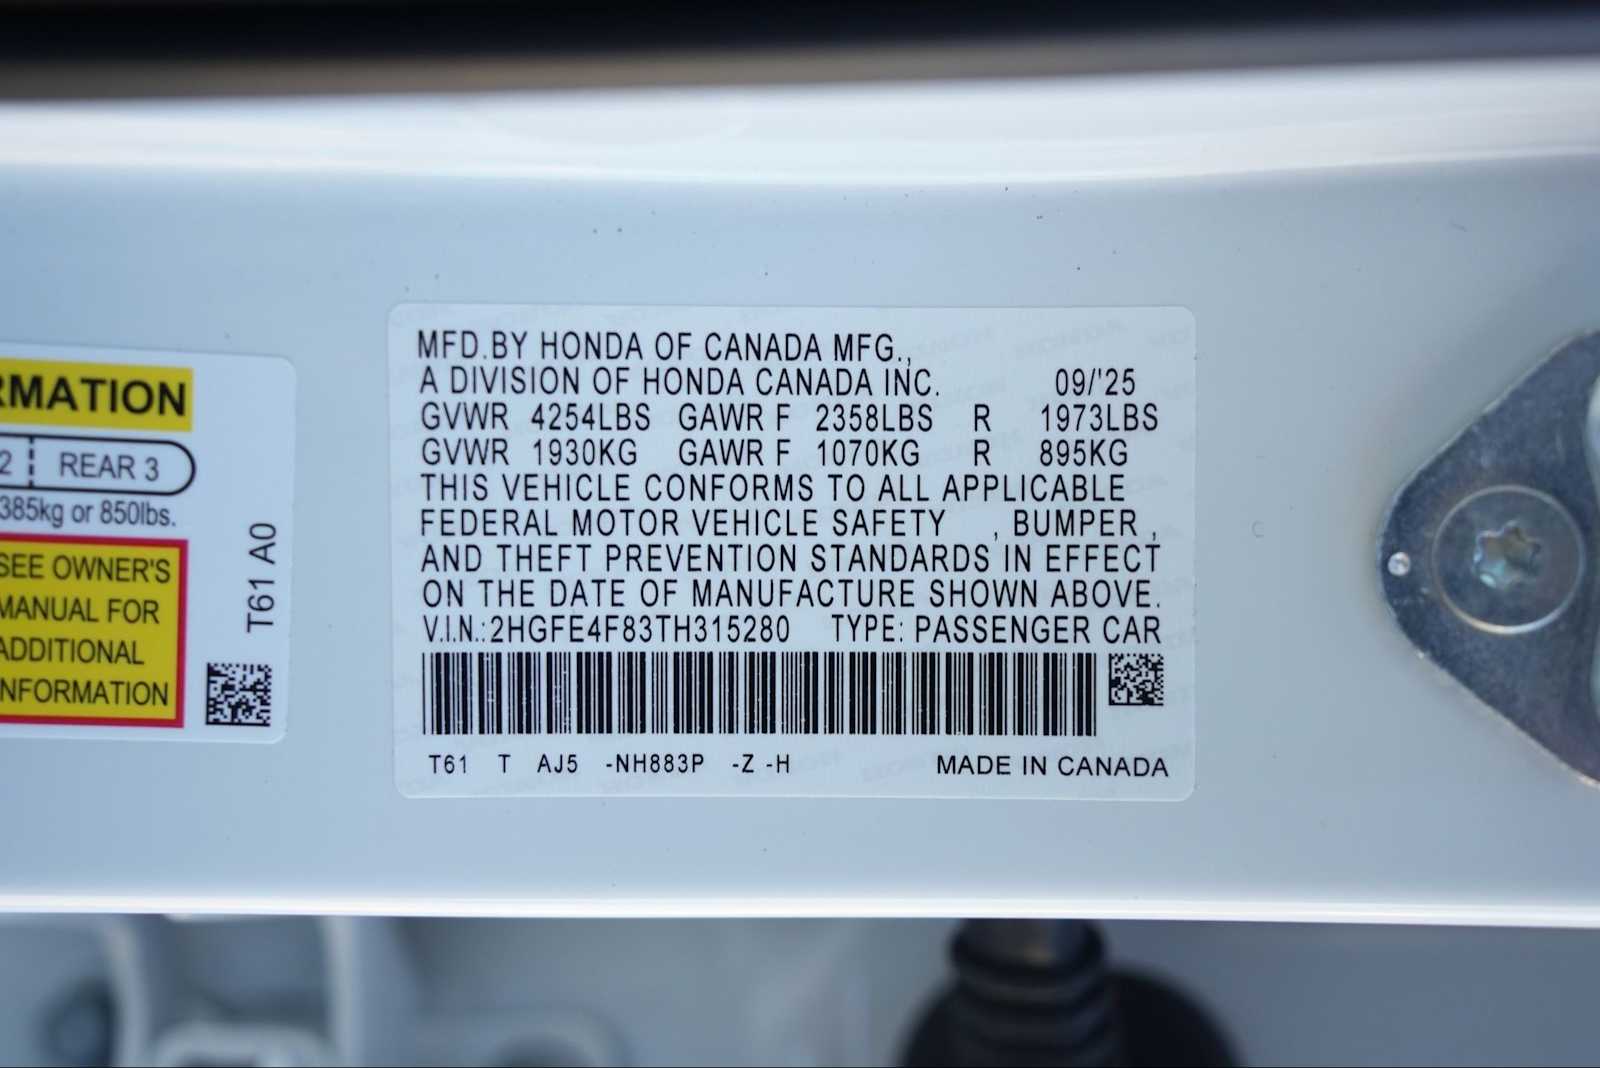 RMATION
2 REAR 3
385kg or 850lbs.
SEE OWNER'S
MANUAL FOR
ADDITIONAL
INFORMATION
T61 A0
MFD.BY HONDA OF CANADA MFG.,
A DIVISION OF HONDA CANADA INC. 09/'25
GVWR 4254LBS GAWR F 2358LBS R 1973LBS
GVWR 1930KG GAWR F 1070KG R 895KG
THIS VEHICLE CONFORMS TO ALL APPLICABLE
FEDERAL MOTOR VEHICLE SAFETY , BUMPER ,
AND THEFT PREVENTION STANDARDS IN EFFECT
ON THE DATE OF MANUFACTURE SHOWN ABOVE.
V.I.N.: 2HGFE4F83TH315280 TYPE: PASSENGER CAR
T61 T AJ5 -NH883P -Z -H MADE IN CANADA